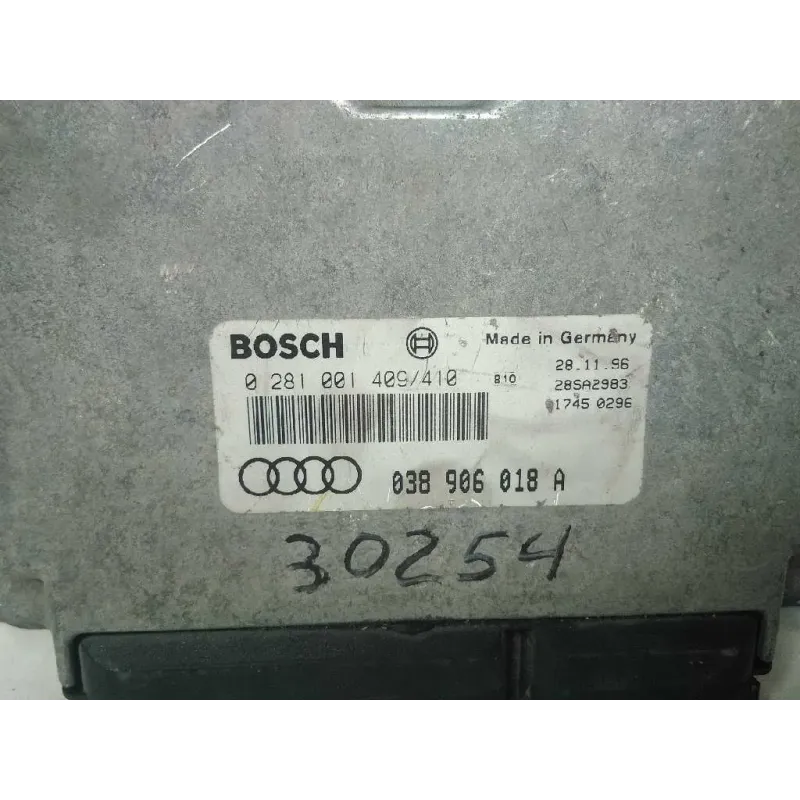 BOSCH
Made in Germany
0 281 001 409/410 B10
28.11.96
28SA2983
1745 0296
038 906 018 A
30254